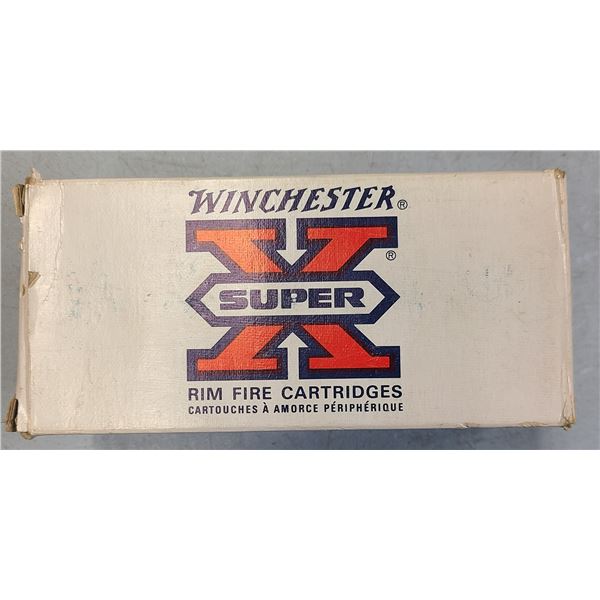 WINCHESTER®
X®
SUPER
RIM FIRE CARTRIDGES
CARTOUCHES À AMORCE PÉRIPHÉRIQUE